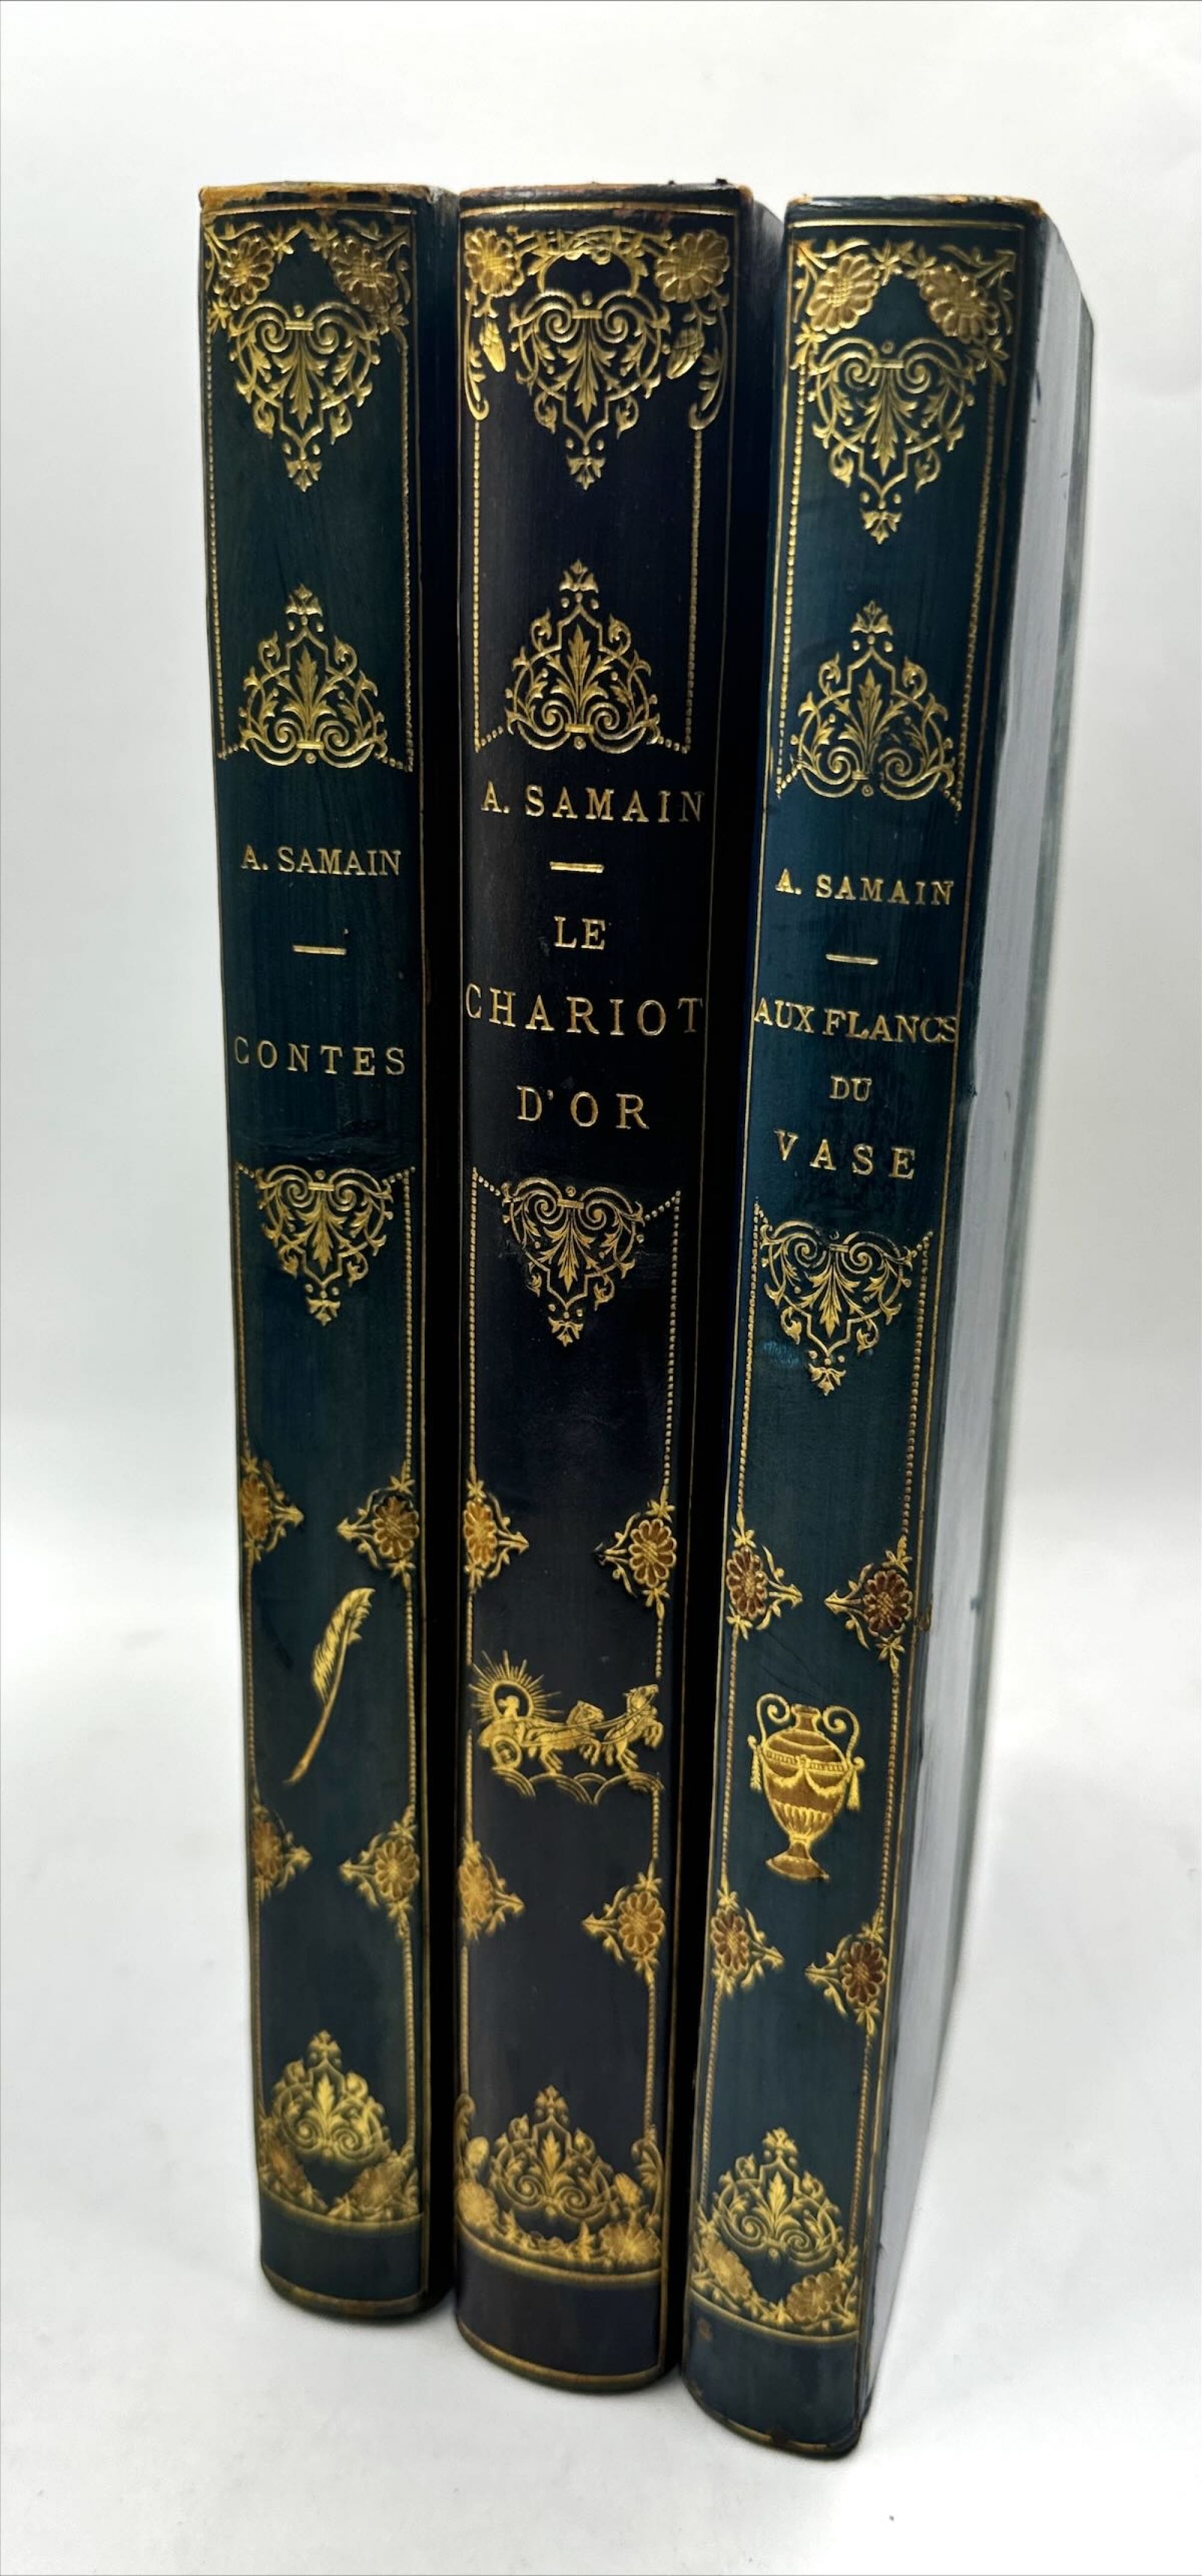 A. SAMAIN
CONTES
A. SAMAIN
LE
CHARIOT
D'OR
A. SAMAIN
AUX FLANCS
DU
VASE